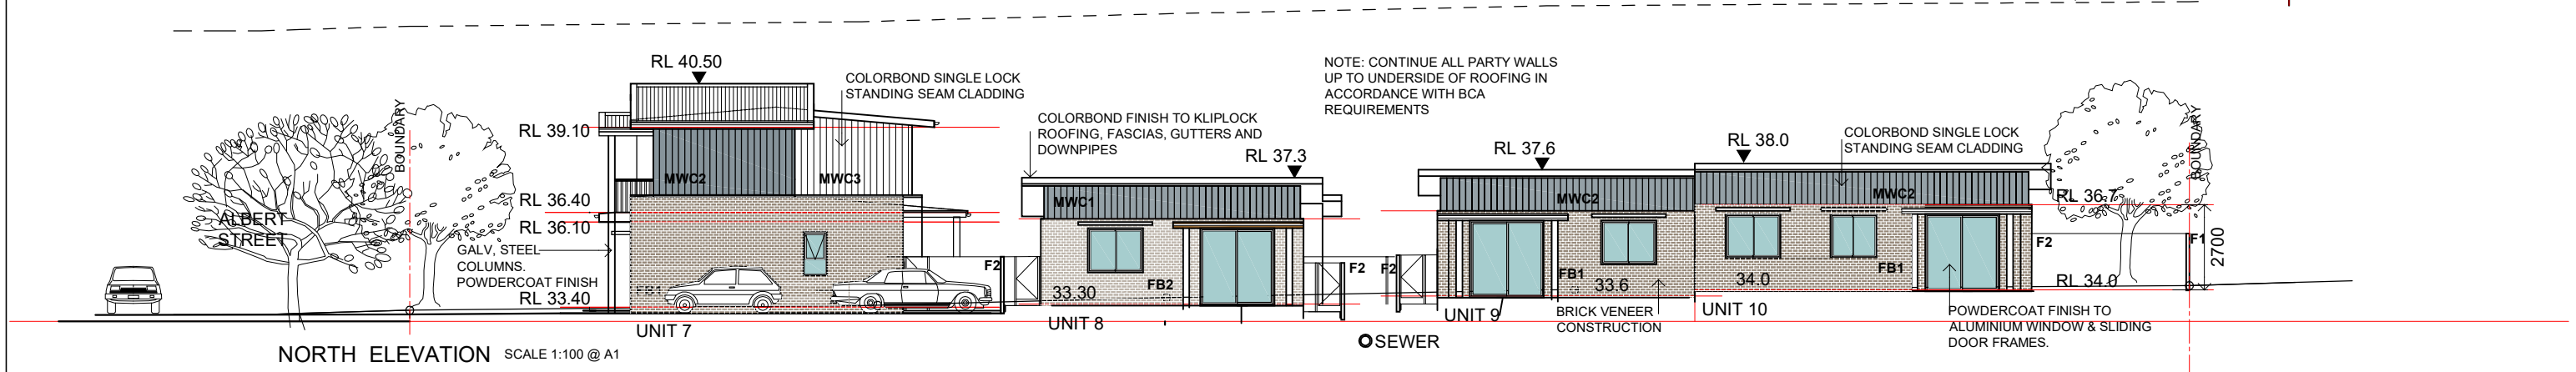 RL 40.50
COLORBOND SINGLE LOCK
STANDING SEAM CLADDING
NOTE: CONTINUE ALL PARTY WALLS
UP TO UNDERSIDE OF ROOFING IN
ACCORDANCE WITH BCA
REQUIREMENTS
BOUNDARY
RL 39.10
COLORBOND FINISH TO KLIPLOCK
ROOFING, FASCIAS, GUTTERS AND
DOWNPIPES
RL 37.3
RL 37.6
RL 38.0
COLORBOND SINGLE LOCK
STANDING SEAM CLADDING
BOUNDARY
MWC2
MWC3
MWC1
MWC2
MWC2
RL 36.7
RL 36.40
RL 36.10
ALBERT
STREET
GALV, STEEL
COLUMNS.
POWDERCOAT FINISH
RL 33.40
FB1
F2
33.30
FB2
F2
F2
FB1
33.6
34.0
FB1
F2
F1
2700
RL 34.0
UNIT 7
UNIT 8
UNIT 9
BRICK VENEER
CONSTRUCTION
UNIT 10
POWDERCOAT FINISH TO
ALUMINIUM WINDOW & SLIDING
DOOR FRAMES.
SEWER
NORTH ELEVATION SCALE 1:100 @ A1